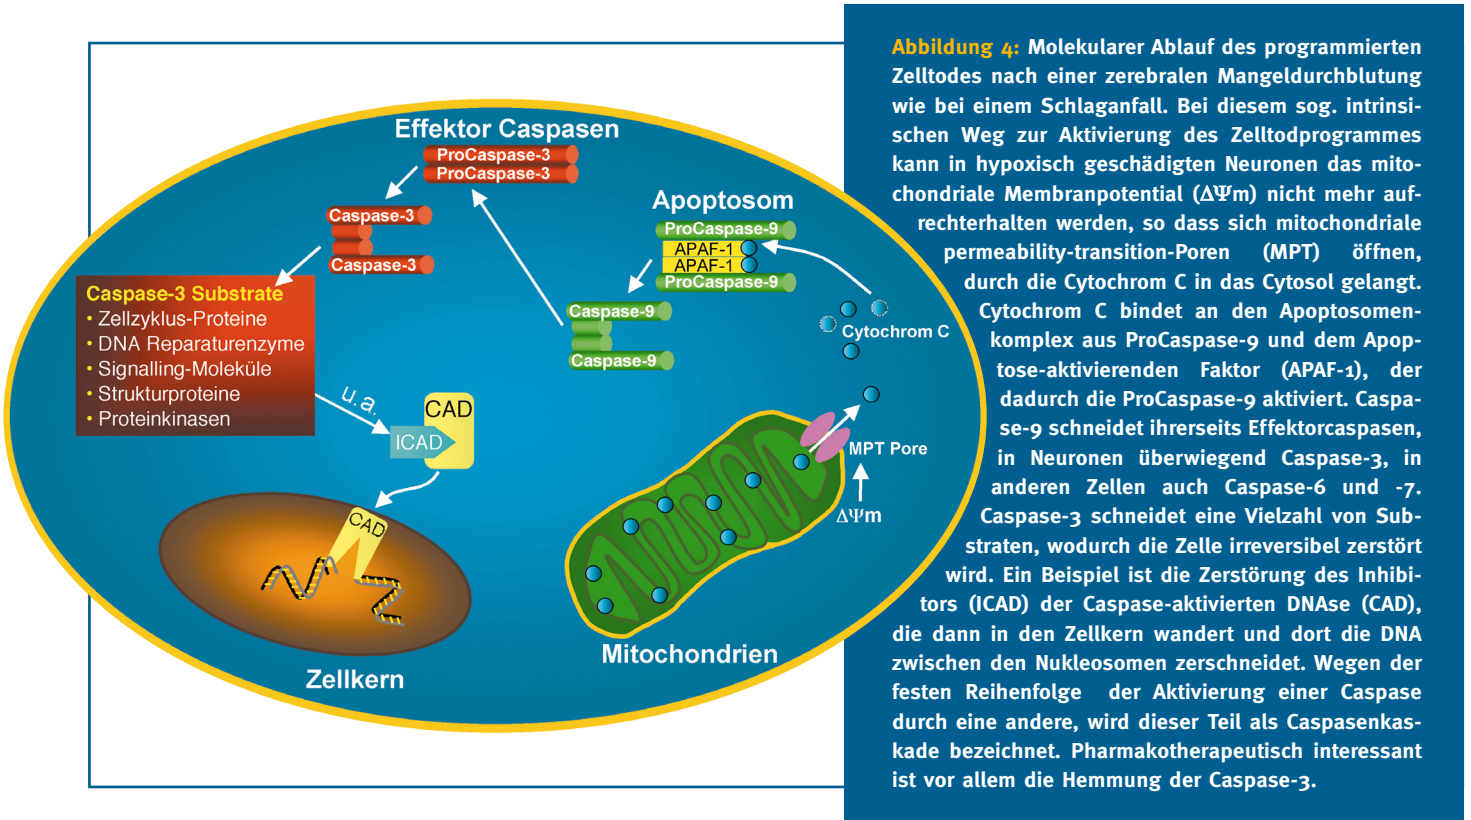 Effektor Caspasen
ProCaspase-3
ProCaspase-3
Caspase-3
Caspase-3
Apoptosom
ProCaspase-9
APAF-1
APAF-1
ProCaspase-9
Caspase-9
Caspase-9
Cytochrom C
Caspase-3 Substrate
• Zellzyklus-Proteine
• DNA Reparaturenzyme
• Signalling-Moleküle
• Strukturproteine
• Proteinkinasen
u.a.
CAD
ICAD
CAD
Zellkern
MPT Pore
ΔΨm
Mitochondrien
Abbildung 4: Molekularer Ablauf des programmierten
Zelltodes nach einer zerebralen Mangeldurchblutung
wie bei einem Schlaganfall. Bei diesem sog. intrinsi-
schen Weg zur Aktivierung des Zelltodprogrammes
kann in hypoxisch geschädigten Neuronen das mito-
chondriale Membranpotential (ΔΨm) nicht mehr auf-
rechterhalten werden, so dass sich mitochondriale
permeability-transition-Poren (MPT) öffnen,
durch die Cytochrom C in das Cytosol gelangt.
Cytochrom C bindet an den Apoptosomen-
komplex aus ProCaspase-9 und dem Apop-
tose-aktivierenden Faktor (APAF-1), der
dadurch die ProCaspase-9 aktiviert. Caspa-
se-9 schneidet ihrerseits Effektorcaspasen,
in Neuronen überwiegend Caspase-3, in
anderen Zellen auch Caspase-6 und -7.
Caspase-3 schneidet eine Vielzahl von Sub-
straten, wodurch die Zelle irreversibel zerstört
wird. Ein Beispiel ist die Zerstörung des Inhibi-
tors (ICAD) der Caspase-aktivierten DNAse (CAD),
die dann in den Zellkern wandert und dort die DNA
zwischen den Nukleosomen zerschneidet. Wegen der
festen Reihenfolge der Aktivierung einer Caspase
durch eine andere, wird dieser Teil als Caspasenkas-
kade bezeichnet. Pharmakotherapeutisch interessant
ist vor allem die Hemmung der Caspase-3.